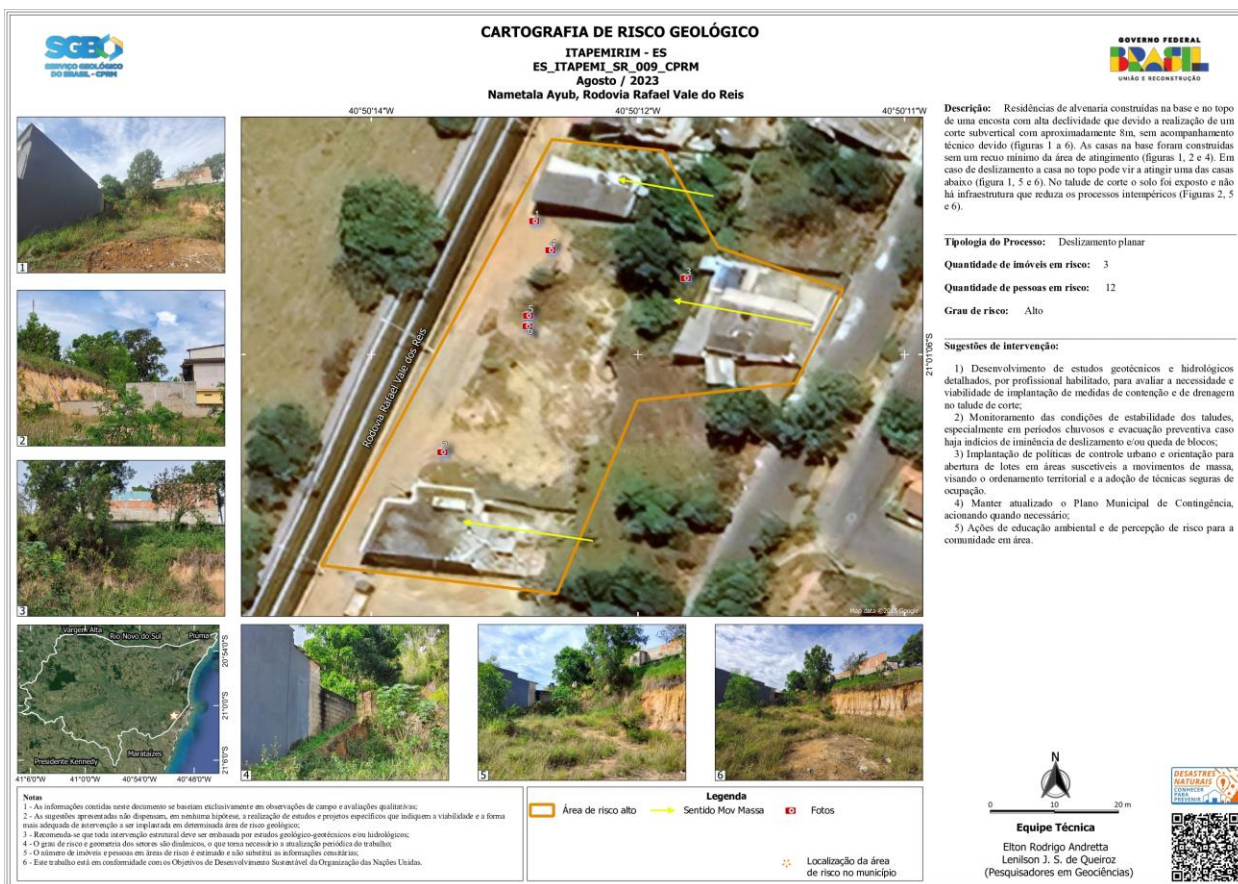 SGB
SERVIÇO GEOLÓGICO
DO BRASIL - CPRM
CARTOGRAFIA DE RISCO GEOLÓGICO
ITAPEMIRIM - ES
ES_ITAPEMI_SR_009_CPRM
Agosto / 2023
Nametala Ayub, Rodovia Rafael Vale do Reis
GOVERNO FEDERAL
BRASIL
UNIÃO E RECONSTRUÇÃO
40°50'14"W
40°50'12"W
40°50'11"W
21°01'06"S
1
2
3
1
4
3
5
6
2
Rodovia Rafael Vale dos Reis
Map data ©2023 Google
Descrição: Residências de alvenaria construídas na base e no topo
de uma encosta com alta declividade que devido a realização de um
corte subvertical com aproximadamente 8m, sem acompanhamento
técnico devido (figuras 1 a 6). As casas na base foram construídas
sem um recuo mínimo da área de atingimento (figuras 1, 2 e 4). Em
caso de deslizamento a casa no topo pode vir a atingir uma das casas
abaixo (figura 1, 5 e 6). No talude de corte o solo foi exposto e não
há infraestrutura que reduza os processos intempéricos (Figuras 2, 5
e 6).
Tipologia do Processo: Deslizamento planar
Quantidade de imóveis em risco: 3
Quantidade de pessoas em risco: 12
Grau de risco: Alto
Sugestões de intervenção:
1) Desenvolvimento de estudos geotécnicos e hidrológicos
detalhados, por profissional habilitado, para avaliar a necessidade e
viabilidade de implantação de medidas de contenção e de drenagem
no talude de corte;
2) Monitoramento das condições de estabilidade dos taludes,
especialmente em períodos chuvosos e evacuação preventiva caso
haja indícios de iminência de deslizamento e/ou queda de blocos;
3) Implantação de políticas de controle urbano e orientação para
abertura de lotes em áreas suscetíveis a movimentos de massa,
visando o ordenamento territorial e a adoção de técnicas seguras de
ocupação.
4) Manter atualizado o Plano Municipal de Contingência,
acionando quando necessário;
5) Ações de educação ambiental e de percepção de risco para a
comunidade em área.
Vargem Alta
Rio Novo do Sul
Piúma
Marataízes
Presidente Kennedy
20°54'0"S
21°0'0"S
21°6'0"S
41°6'0"W
41°0'0"W
40°54'0"W
40°48'0"W
4
5
6
Notas
1 - As informações contidas neste documento se baseiam exclusivamente em observações de campo e avaliações qualitativas;
2 - As sugestões apresentadas não dispensam, em nenhuma hipótese, a realização de estudos e projetos específicos que indiquem a viabilidade e a forma
mais adequada de intervenção a ser implantada em determinada área de risco geológico;
3 - Recomenda-se que toda intervenção estrutural deve ser embasada por estudos geológico-geotécnicos e/ou hidrológicos;
4 - O grau de risco e geometria dos setores são dinâmicos, o que torna necessário a atualização periódica do trabalho;
5 - O número de imóveis e pessoas em áreas de risco é estimado e não substitui as informações censitárias;
6 - Este trabalho está em conformidade com os Objetivos de Desenvolvimento Sustentável da Organização das Nações Unidas.
Legenda
Área de risco alto
Sentido Mov Massa
Fotos
Localização da área
de risco no município
N
0
10
20 m
Equipe Técnica
Elton Rodrigo Andretta
Lenilson J. S. de Queiroz
(Pesquisadores em Geociências)
DESASTRES
NATURAIS
CONHECER
PARA
PREVENIR